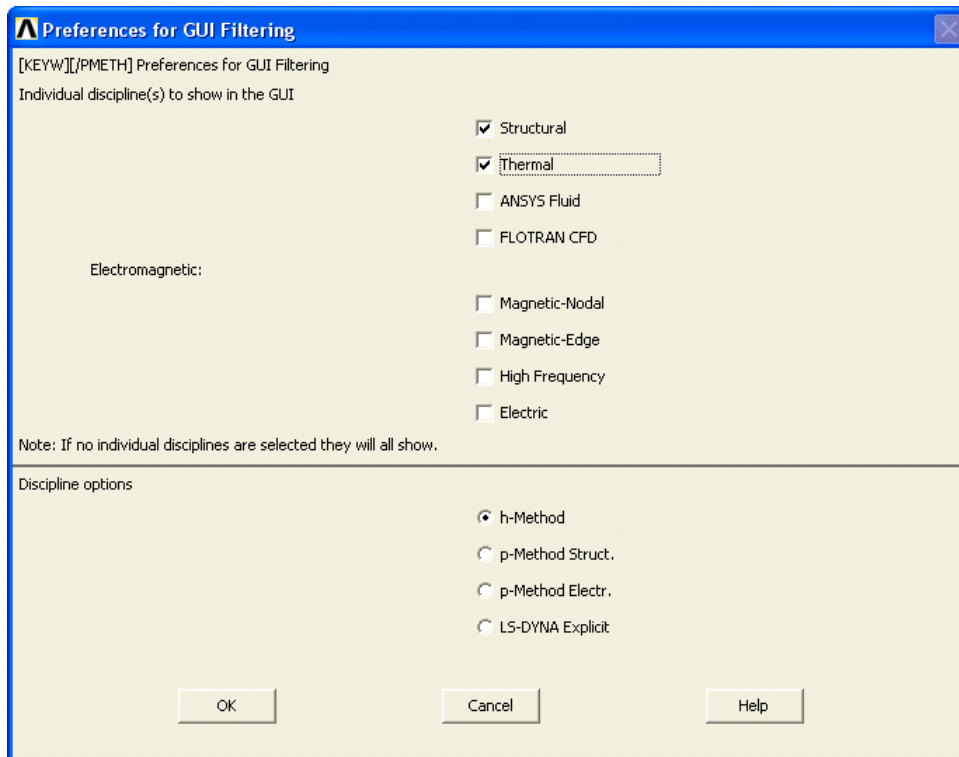 Preferences for GUI Filtering
[KEYW][/PMETH] Preferences for GUI Filtering
Individual discipline(s) to show in the GUI
Structural
Thermal
ANSYS Fluid
FLOTRAN CFD
Electromagnetic:
Magnetic-Nodal
Magnetic-Edge
High Frequency
Electric
Note: If no individual disciplines are selected they will all show.
Discipline options
h-Method
p-Method Struct.
p-Method Electr.
LS-DYNA Explicit
OK Cancel Help